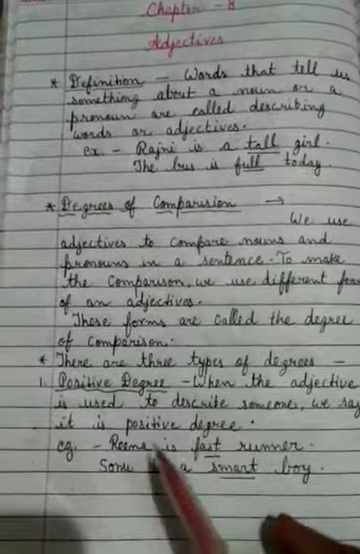 Chapter - 8
Adjectives
* Definition - Words that tell us
something about a noun or a
pronoun are called describing
words or adjectives.
ex - Rajni is a tall girl.
The bus is full today.
* Degrees of Comparision →
We use
adjectives to compare nouns and
pronouns in a sentence. To make
the comparison, we use different for
of an adjectives.
These forms are called the degree
of comparison.
* There are three types of degrees -
1. Positive Degree - When the adjective
is used to describe someone, we say
it is positive degree.
eg. - Reema is fast runner.
Sonu a smart boy.